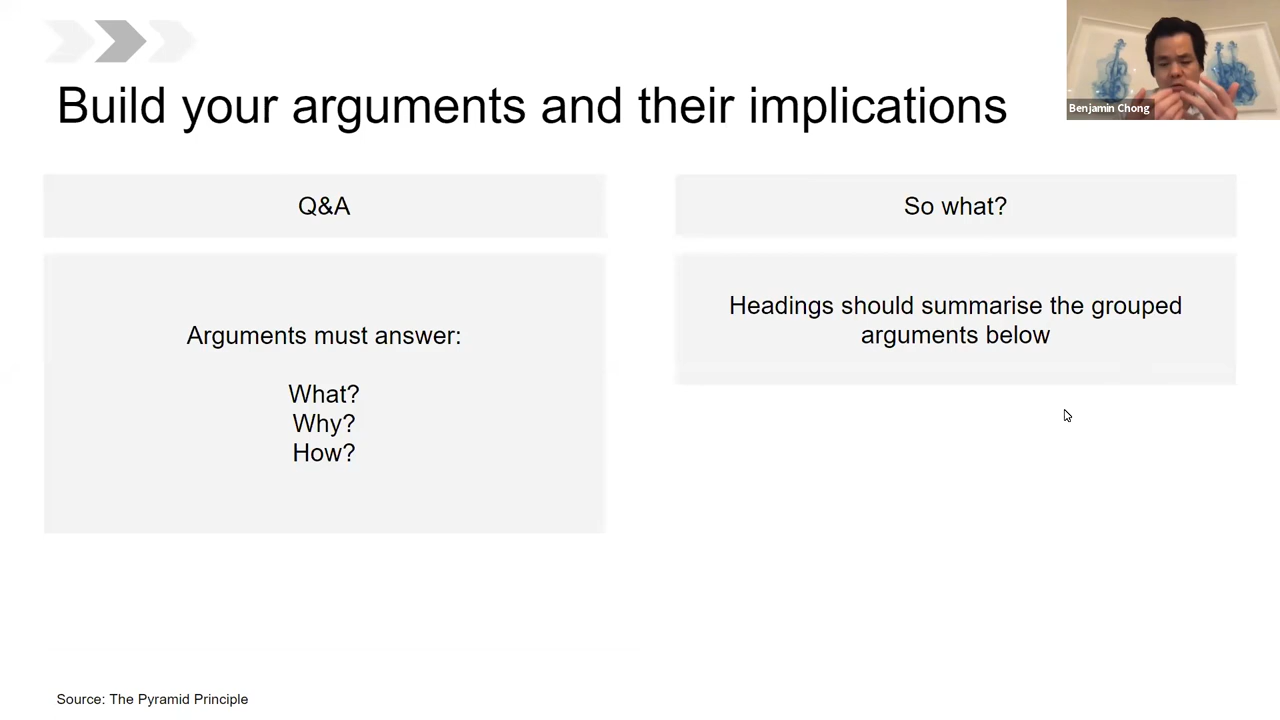 Build your arguments and their implications
Benjamin Chong
Q&A
Arguments must answer:
What?
Why?
How?
So what?
Headings should summarise the grouped
arguments below
Source: The Pyramid Principle